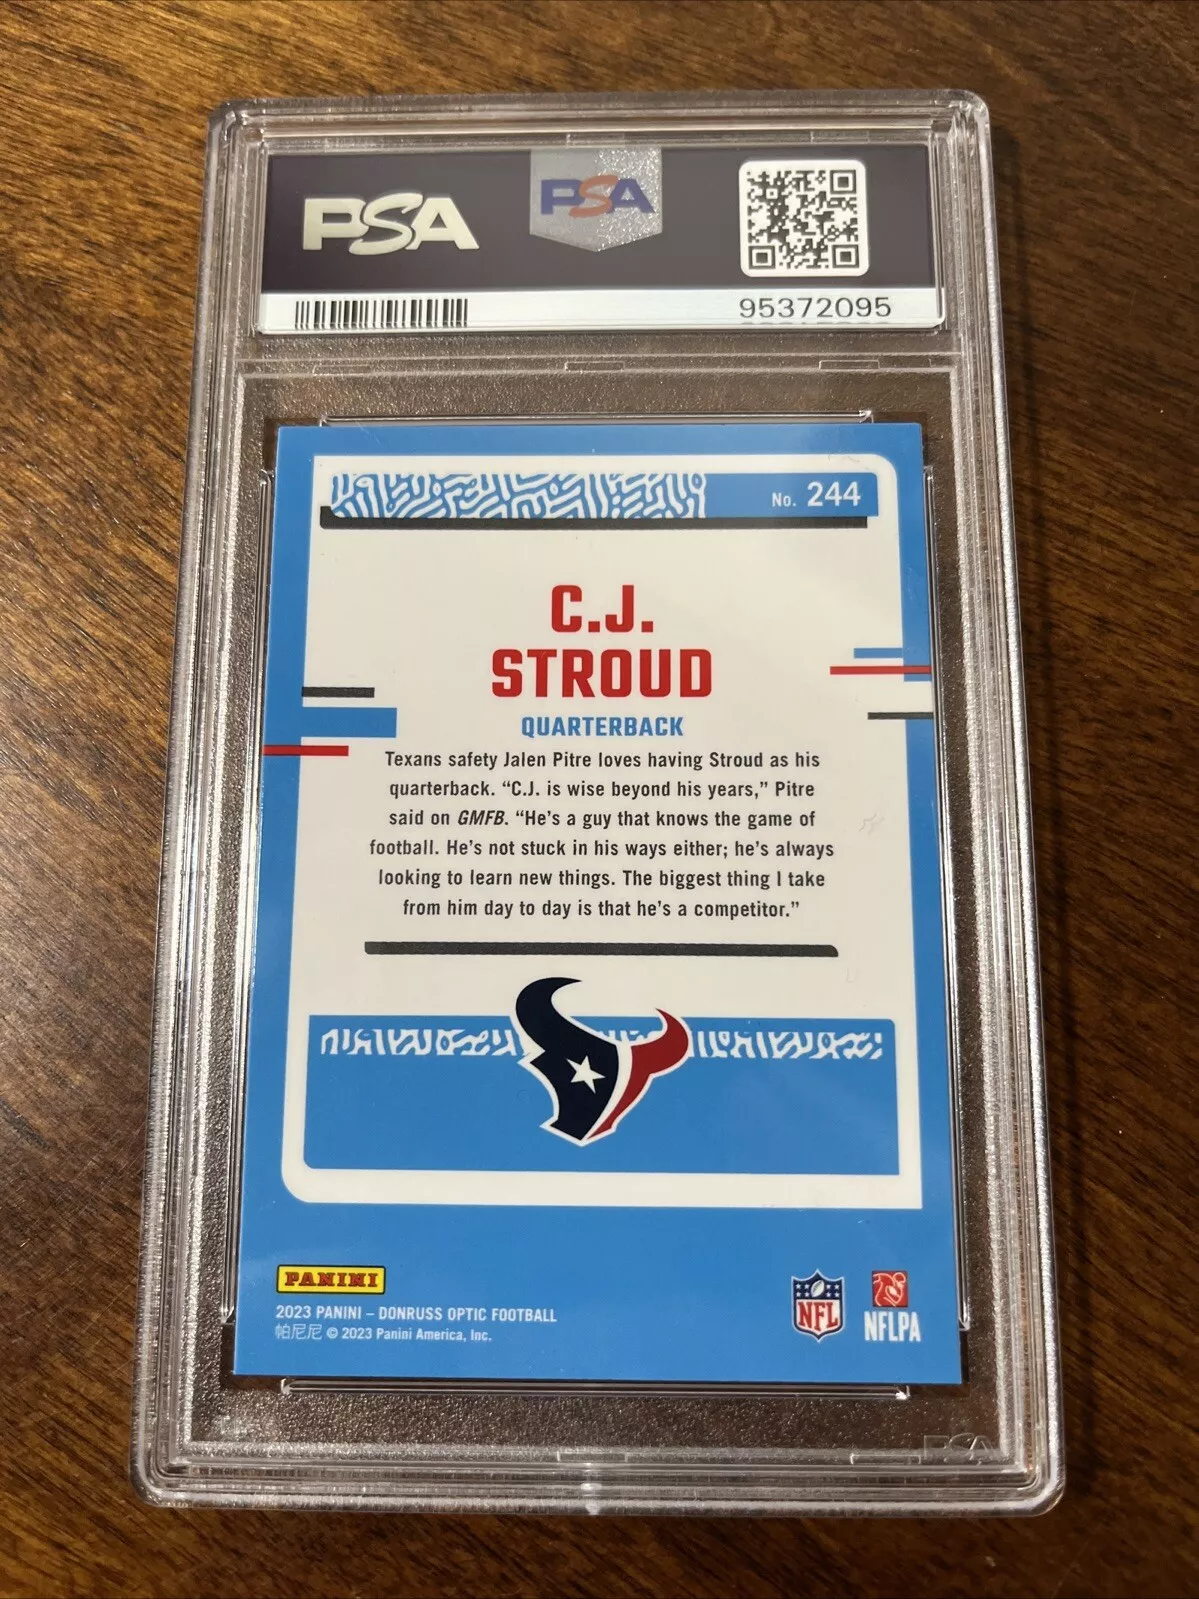 PSA
PSA
95372095
No. 244
C.J.
STROUD
QUARTERBACK
Texans safety Jalen Pitre loves having Stroud as his
quarterback. “C.J. is wise beyond his years,” Pitre
said on GMFB. “He’s a guy that knows the game of
football. He’s not stuck in his ways either; he’s always
looking to learn new things. The biggest thing I take
from him day to day is that he’s a competitor.”
PANINI
2023 PANINI – DONRUSS OPTIC FOOTBALL
帕尼尼 © 2023 Panini America, Inc.
NFL
NFLPA
PSA